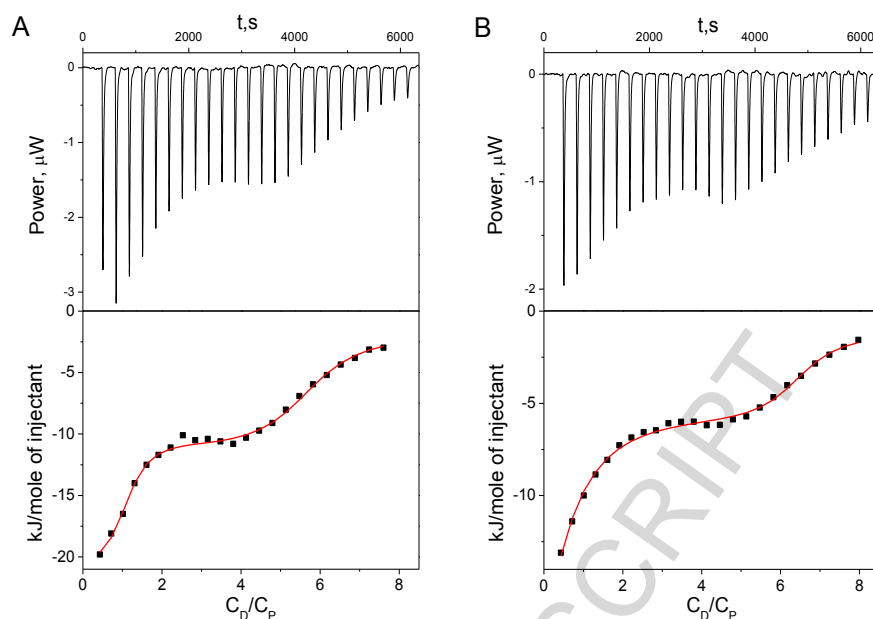 A
t,s
0 2000 4000 6000
Power, μW
0
-1
-2
-3
kJ/mole of injectant
0
-5
-10
-15
-20
0 2 4 6 8
C_D/C_P
B
t,s
0 2000 4000 6000
Power, μW
0
-1
-2
kJ/mole of injectant
0
-5
-10
0 2 4 6 8
C_D/C_P
SCRIPT